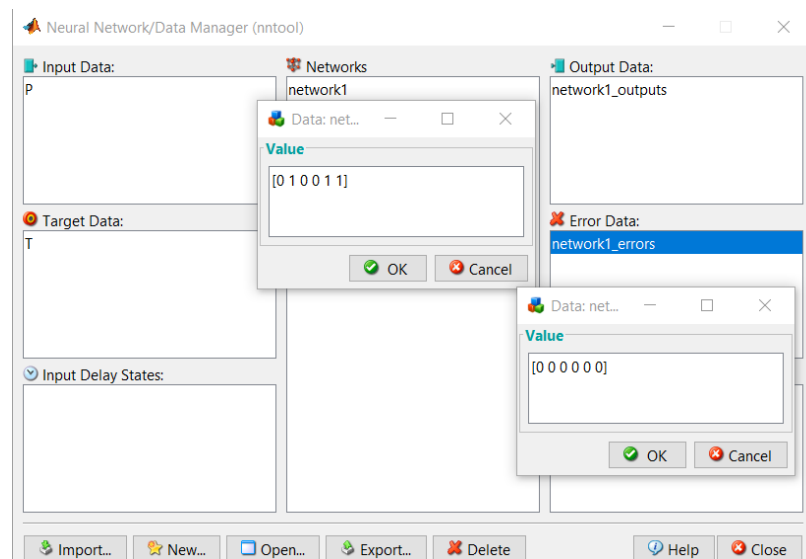 Neural Network/Data Manager (nntool)
Input Data:
P
Networks
network1
Output Data:
network1_outputs
Data: net...
Value
[0 1 0 0 1 1]
OK
Cancel
Target Data:
T
Error Data:
network1_errors
Data: net...
Value
[0 0 0 0 0 0]
OK
Cancel
Input Delay States:
Import...
New...
Open...
Export...
Delete
Help
Close